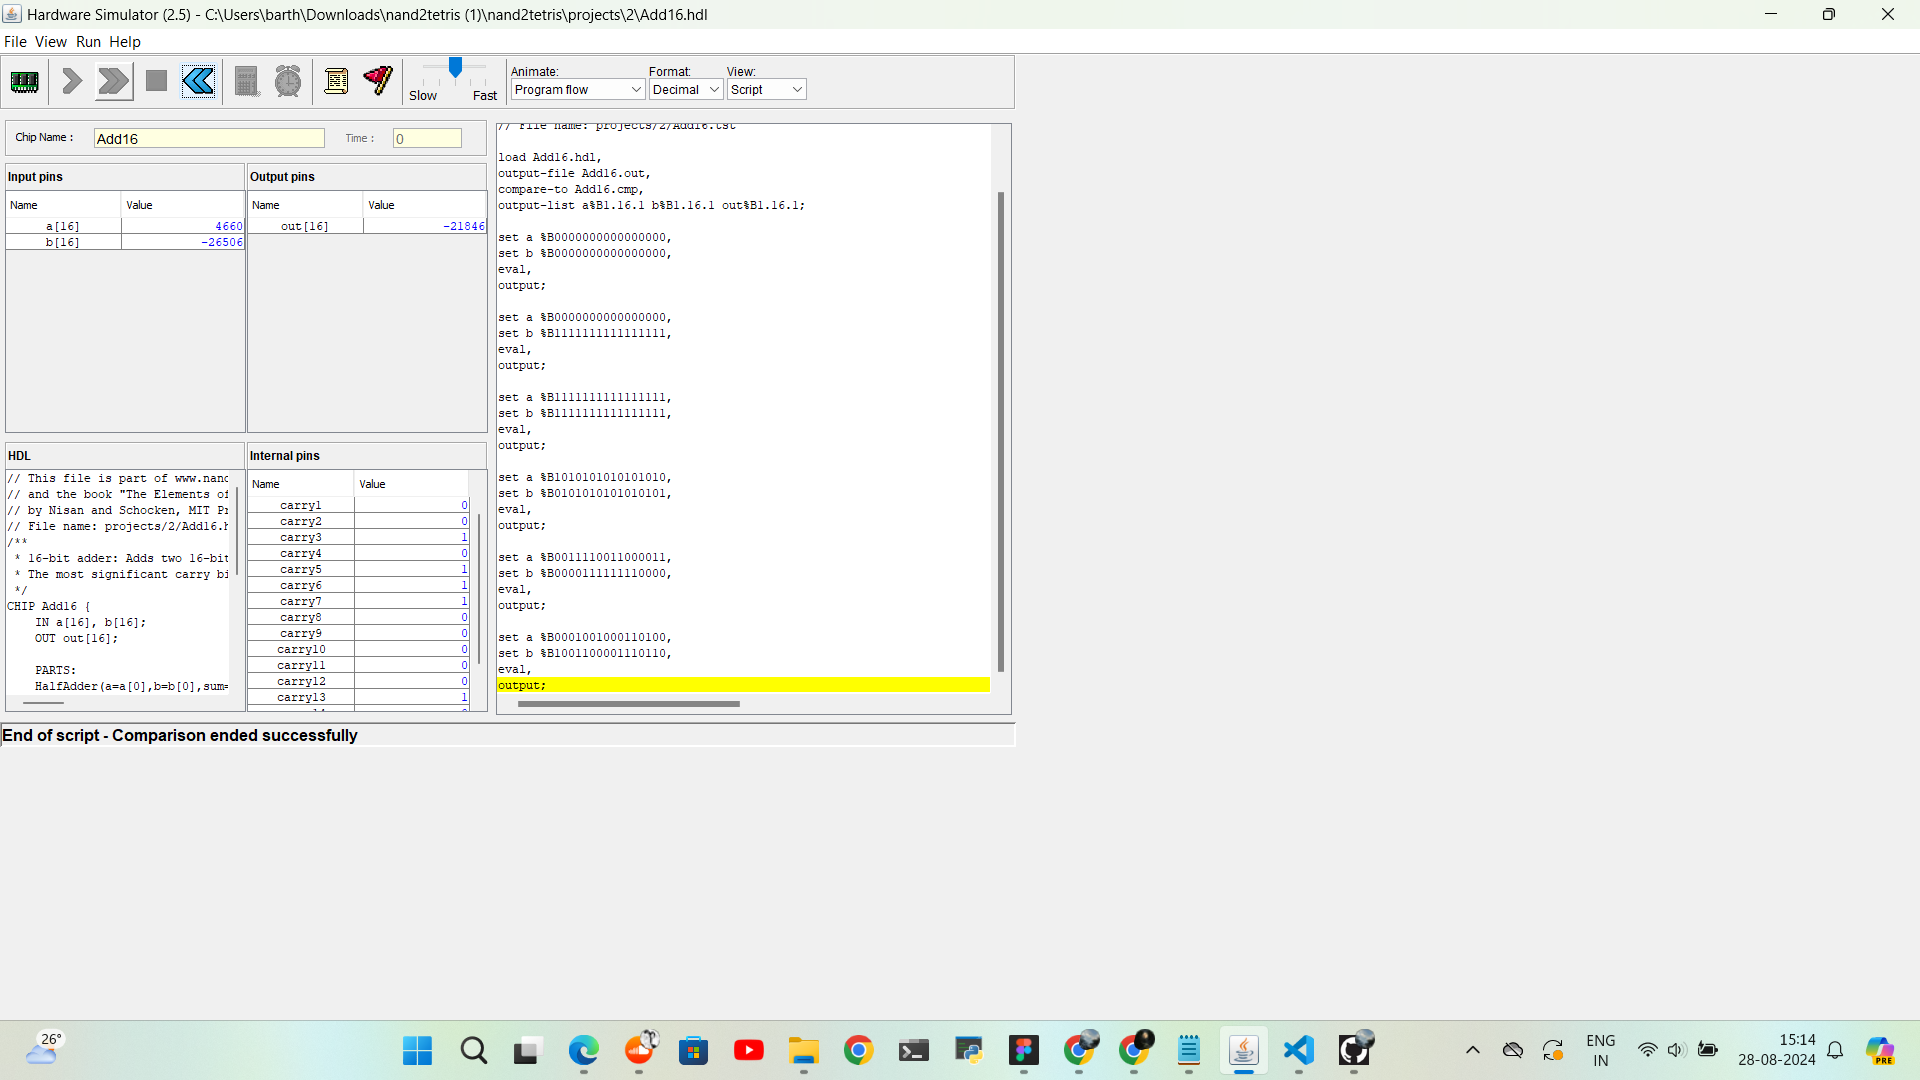 Hardware Simulator (2.5) - C:\Users\barth\Downloads\nand2tetris (1)\nand2tetris\projects\2\Add16.hdl
File View Run Help
Slow Fast
Animate: Format: View:
Program flow Decimal Script
Chip Name : Add16 Time : 0
Input pins
Name Value
a[16] 4660
b[16] -26506
Output pins
Name Value
out[16] -21846
HDL
// This file is part of www.nand
// and the book "The Elements of
// by Nisan and Schocken, MIT Pr
// File name: projects/2/Add16.h
/**
* 16-bit adder: Adds two 16-bit
* The most significant carry bi
*/
CHIP Add16 {
IN a[16], b[16];
OUT out[16];
PARTS:
HalfAdder(a=a[0],b=b[0],sum=
Internal pins
Name Value
carry1 0
carry2 0
carry3 1
carry4 0
carry5 1
carry6 1
carry7 1
carry8 0
carry9 0
carry10 0
carry11 0
carry12 0
carry13 1
// File name: projects/2/Add16.tst
load Add16.hdl,
output-file Add16.out,
compare-to Add16.cmp,
output-list a%B1.16.1 b%B1.16.1 out%B1.16.1;
set a %B0000000000000000,
set b %B0000000000000000,
eval,
output;
set a %B0000000000000000,
set b %B1111111111111111,
eval,
output;
set a %B1111111111111111,
set b %B1111111111111111,
eval,
output;
set a %B1010101010101010,
set b %B0101010101010101,
eval,
output;
set a %B0011110011000011,
set b %B0000111111110000,
eval,
output;
set a %B0001001000110100,
set b %B1001100001110110,
eval,
output;
End of script - Comparison ended successfully
26°
ENG
IN
15:14
28-08-2024
PRE